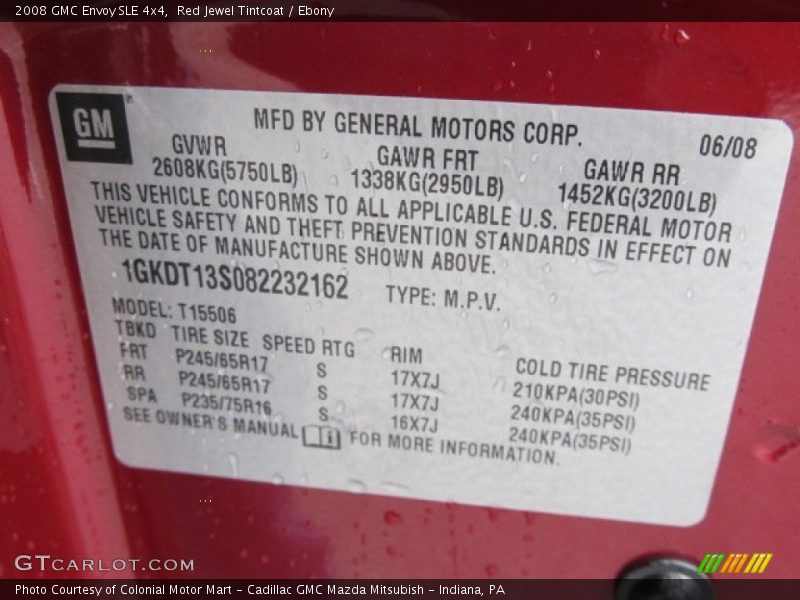 2008 GMC Envoy SLE 4x4,  Red Jewel Tintcoat / Ebony
GM
®
MFD BY GENERAL MOTORS CORP.
06/08
GVWR GAWR FRT GAWR RR
2608KG(5750LB) 1338KG(2950LB) 1452KG(3200LB)
THIS VEHICLE CONFORMS TO ALL APPLICABLE U.S. FEDERAL MOTOR
VEHICLE SAFETY AND THEFT PREVENTION STANDARDS IN EFFECT ON
THE DATE OF MANUFACTURE SHOWN ABOVE.
1GKDT13S082232162 TYPE: M.P.V.
MODEL: T15506
TBKD TIRE SIZE SPEED RTG RIM COLD TIRE PRESSURE
FRT P245/65R17 S 17X7J 210KPA(30PSI)
RR P245/65R17 S 17X7J 240KPA(35PSI)
SPA P235/75R16 S 16X7J 240KPA(35PSI)
SEE OWNER'S MANUAL FOR MORE INFORMATION.
GTCARLOT.COM
Photo Courtesy of Colonial Motor Mart - Cadillac GMC Mazda Mitsubish - Indiana, PA